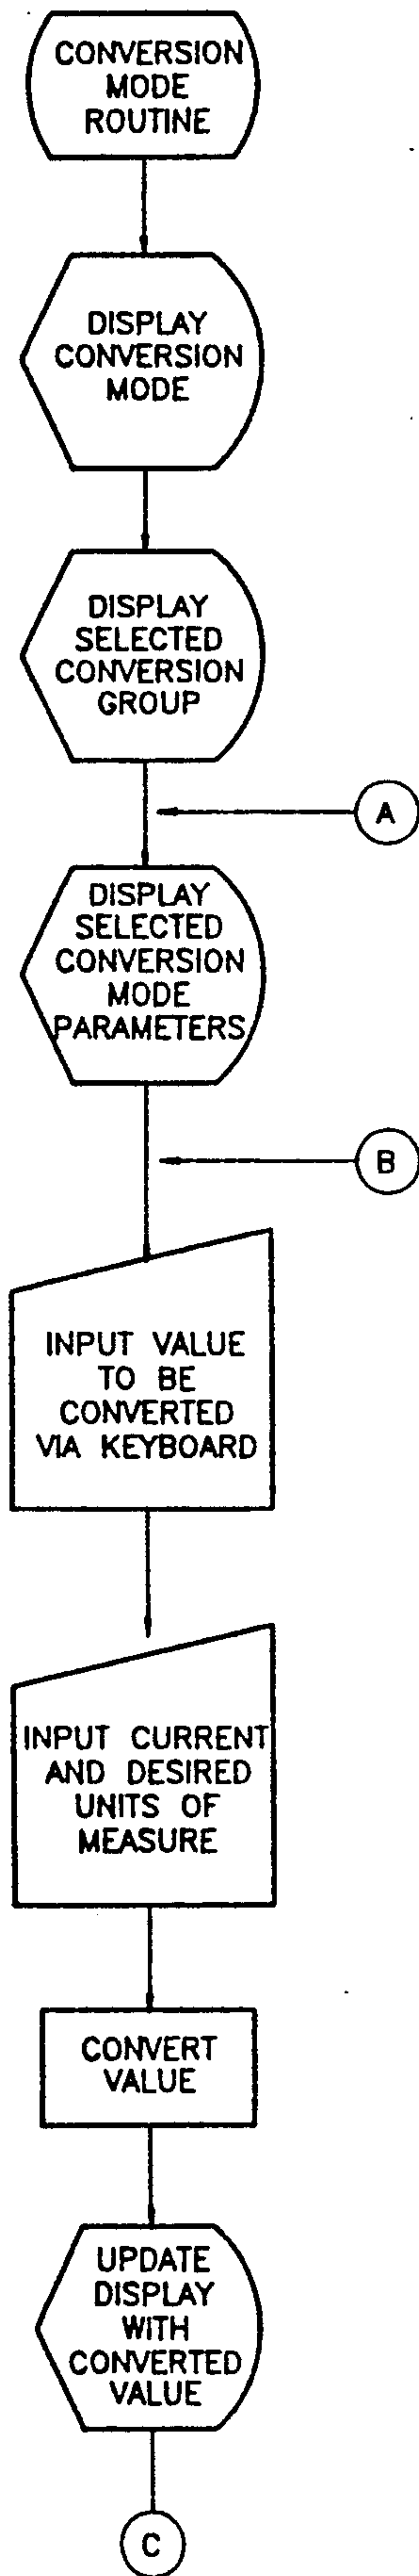 CONVERSION
MODE
ROUTINE
DISPLAY
CONVERSION
MODE
DISPLAY
SELECTED
CONVERSION
GROUP
A
DISPLAY
SELECTED
CONVERSION
MODE
PARAMETERS
B
INPUT VALUE
TO BE
CONVERTED
VIA KEYBOARD
INPUT CURRENT
AND DESIRED
UNITS OF
MEASURE
CONVERT
VALUE
UPDATE
DISPLAY
WITH
CONVERTED
VALUE
C